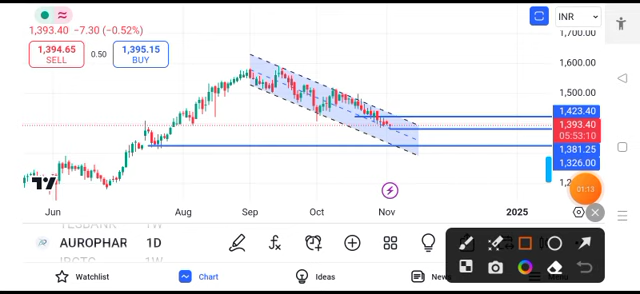 INR
1,393.40 −7.30 (−0.52%)
1,394.65
SELL
0.50
1,395.15
BUY
1,700.00
1,600.00
1,500.00
1,423.40
1,393.40
05:53:10
1,381.25
1,326.00
01:13
Jun
Aug
Sep
Oct
Nov
2025
AUROPHAR
1D
Watchlist
Chart
Ideas
News